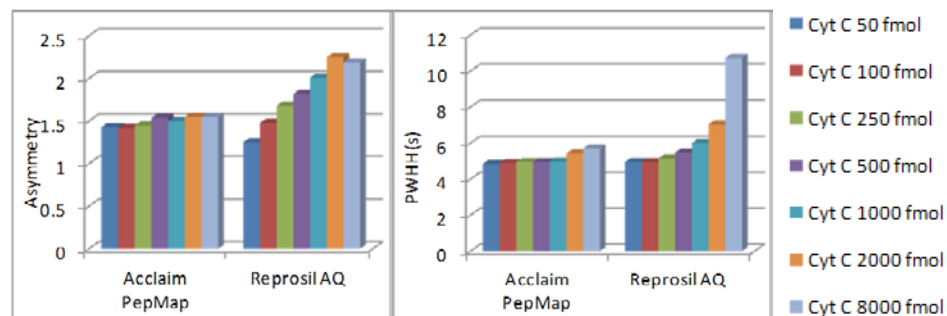 2.5
2
1.5
1
0.5
0
Asymmetry
Acclaim
PepMap
Reprosil AQ
12
10
8
6
4
2
0
PWHH (s)
Acclaim
PepMap
Reprosil AQ
Cyt C 50 fmol
Cyt C 100 fmol
Cyt C 250 fmol
Cyt C 500 fmol
Cyt C 1000 fmol
Cyt C 2000 fmol
Cyt C 8000 fmol